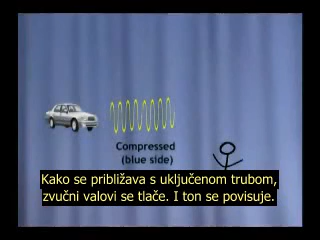 Compressed
(blue side)
Kako se približava s uključenom trubom,
zvučni valovi se tlače. I ton se povisuje.